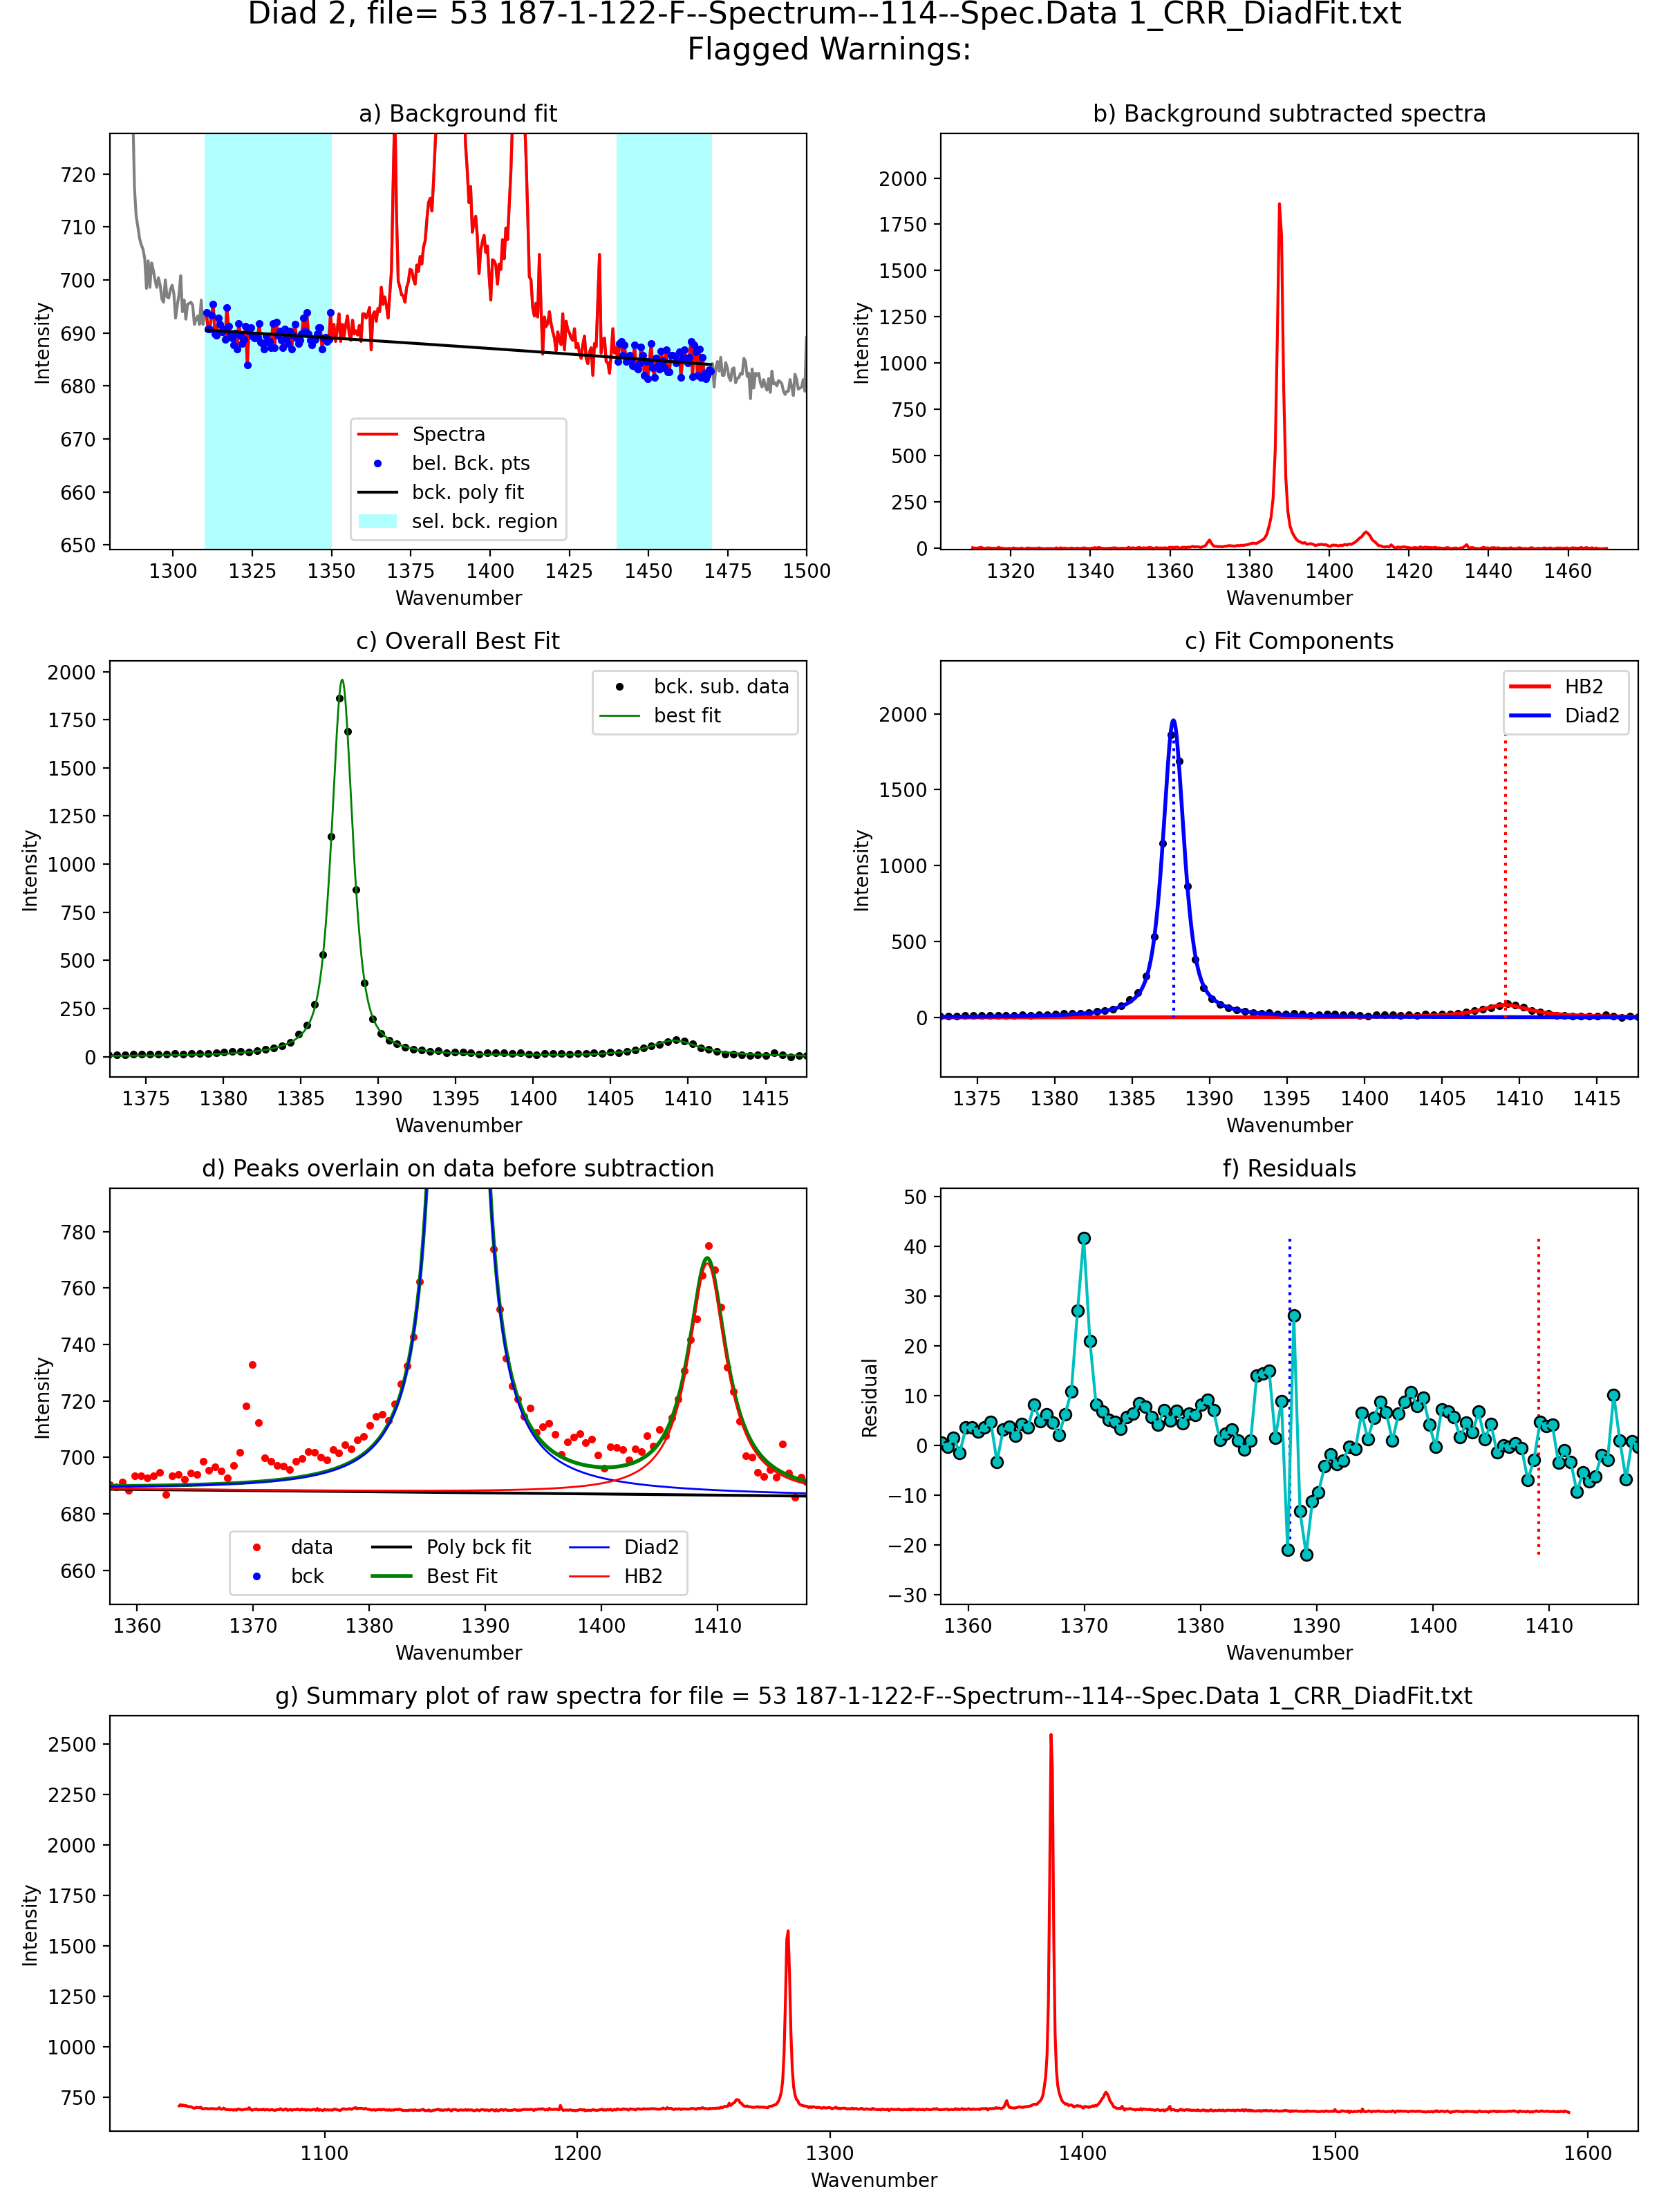 Diad 2, file= 53 187-1-122-F--Spectrum--114--Spec.Data 1_CRR_DiadFit.txt
Flagged Warnings:
a) Background fit
720
710
700
690
680
670
660
650
Intensity
Spectra
bel. Bck. pts
bck. poly fit
sel. bck. region
1300 1325 1350 1375 1400 1425 1450 1475 1500
Wavenumber
b) Background subtracted spectra
2000
1750
1500
1250
1000
750
500
250
0
Intensity
1320 1340 1360 1380 1400 1420 1440 1460
Wavenumber
c) Overall Best Fit
2000
1750
1500
1250
1000
750
500
250
0
Intensity
bck. sub. data
best fit
1375 1380 1385 1390 1395 1400 1405 1410 1415
Wavenumber
c) Fit Components
2000
1500
1000
500
0
Intensity
HB2
Diad2
1375 1380 1385 1390 1395 1400 1405 1410 1415
Wavenumber
d) Peaks overlain on data before subtraction
780
760
740
720
700
680
660
Intensity
data
bck
Poly bck fit
Best Fit
Diad2
HB2
1360 1370 1380 1390 1400 1410
Wavenumber
f) Residuals
50
40
30
20
10
0
−10
−20
−30
Residual
1360 1370 1380 1390 1400 1410
Wavenumber
g) Summary plot of raw spectra for file = 53 187-1-122-F--Spectrum--114--Spec.Data 1_CRR_DiadFit.txt
2500
2250
2000
1750
1500
1250
1000
750
Intensity
1100 1200 1300 1400 1500 1600
Wavenumber